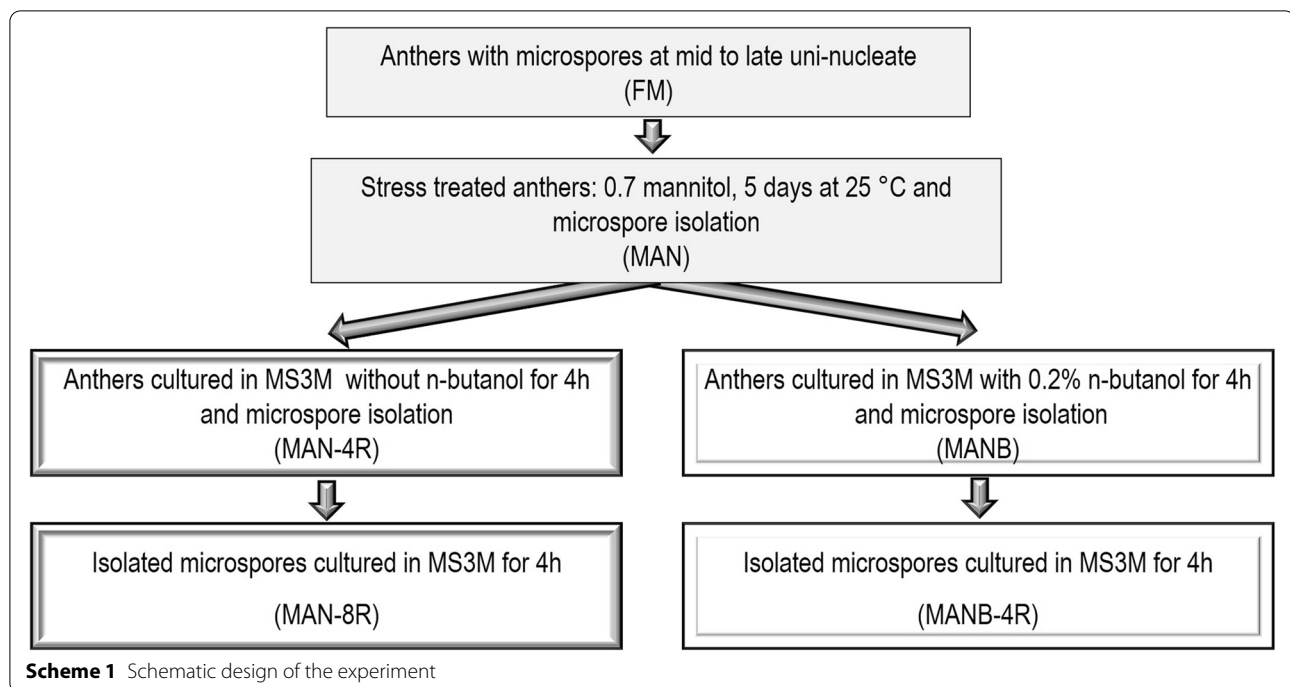 Anthers with microspores at mid to late uni-nucleate
(FM)
Stress treated anthers: 0.7 mannitol, 5 days at 25 °C and
microspore isolation
(MAN)
Anthers cultured in MS3M without n-butanol for 4h
and microspore isolation
(MAN-4R)
Anthers cultured in MS3M with 0.2% n-butanol for 4h
and microspore isolation
(MANB)
Isolated microspores cultured in MS3M for 4h
(MAN-8R)
Isolated microspores cultured in MS3M for 4h
(MANB-4R)
Scheme 1 Schematic design of the experiment